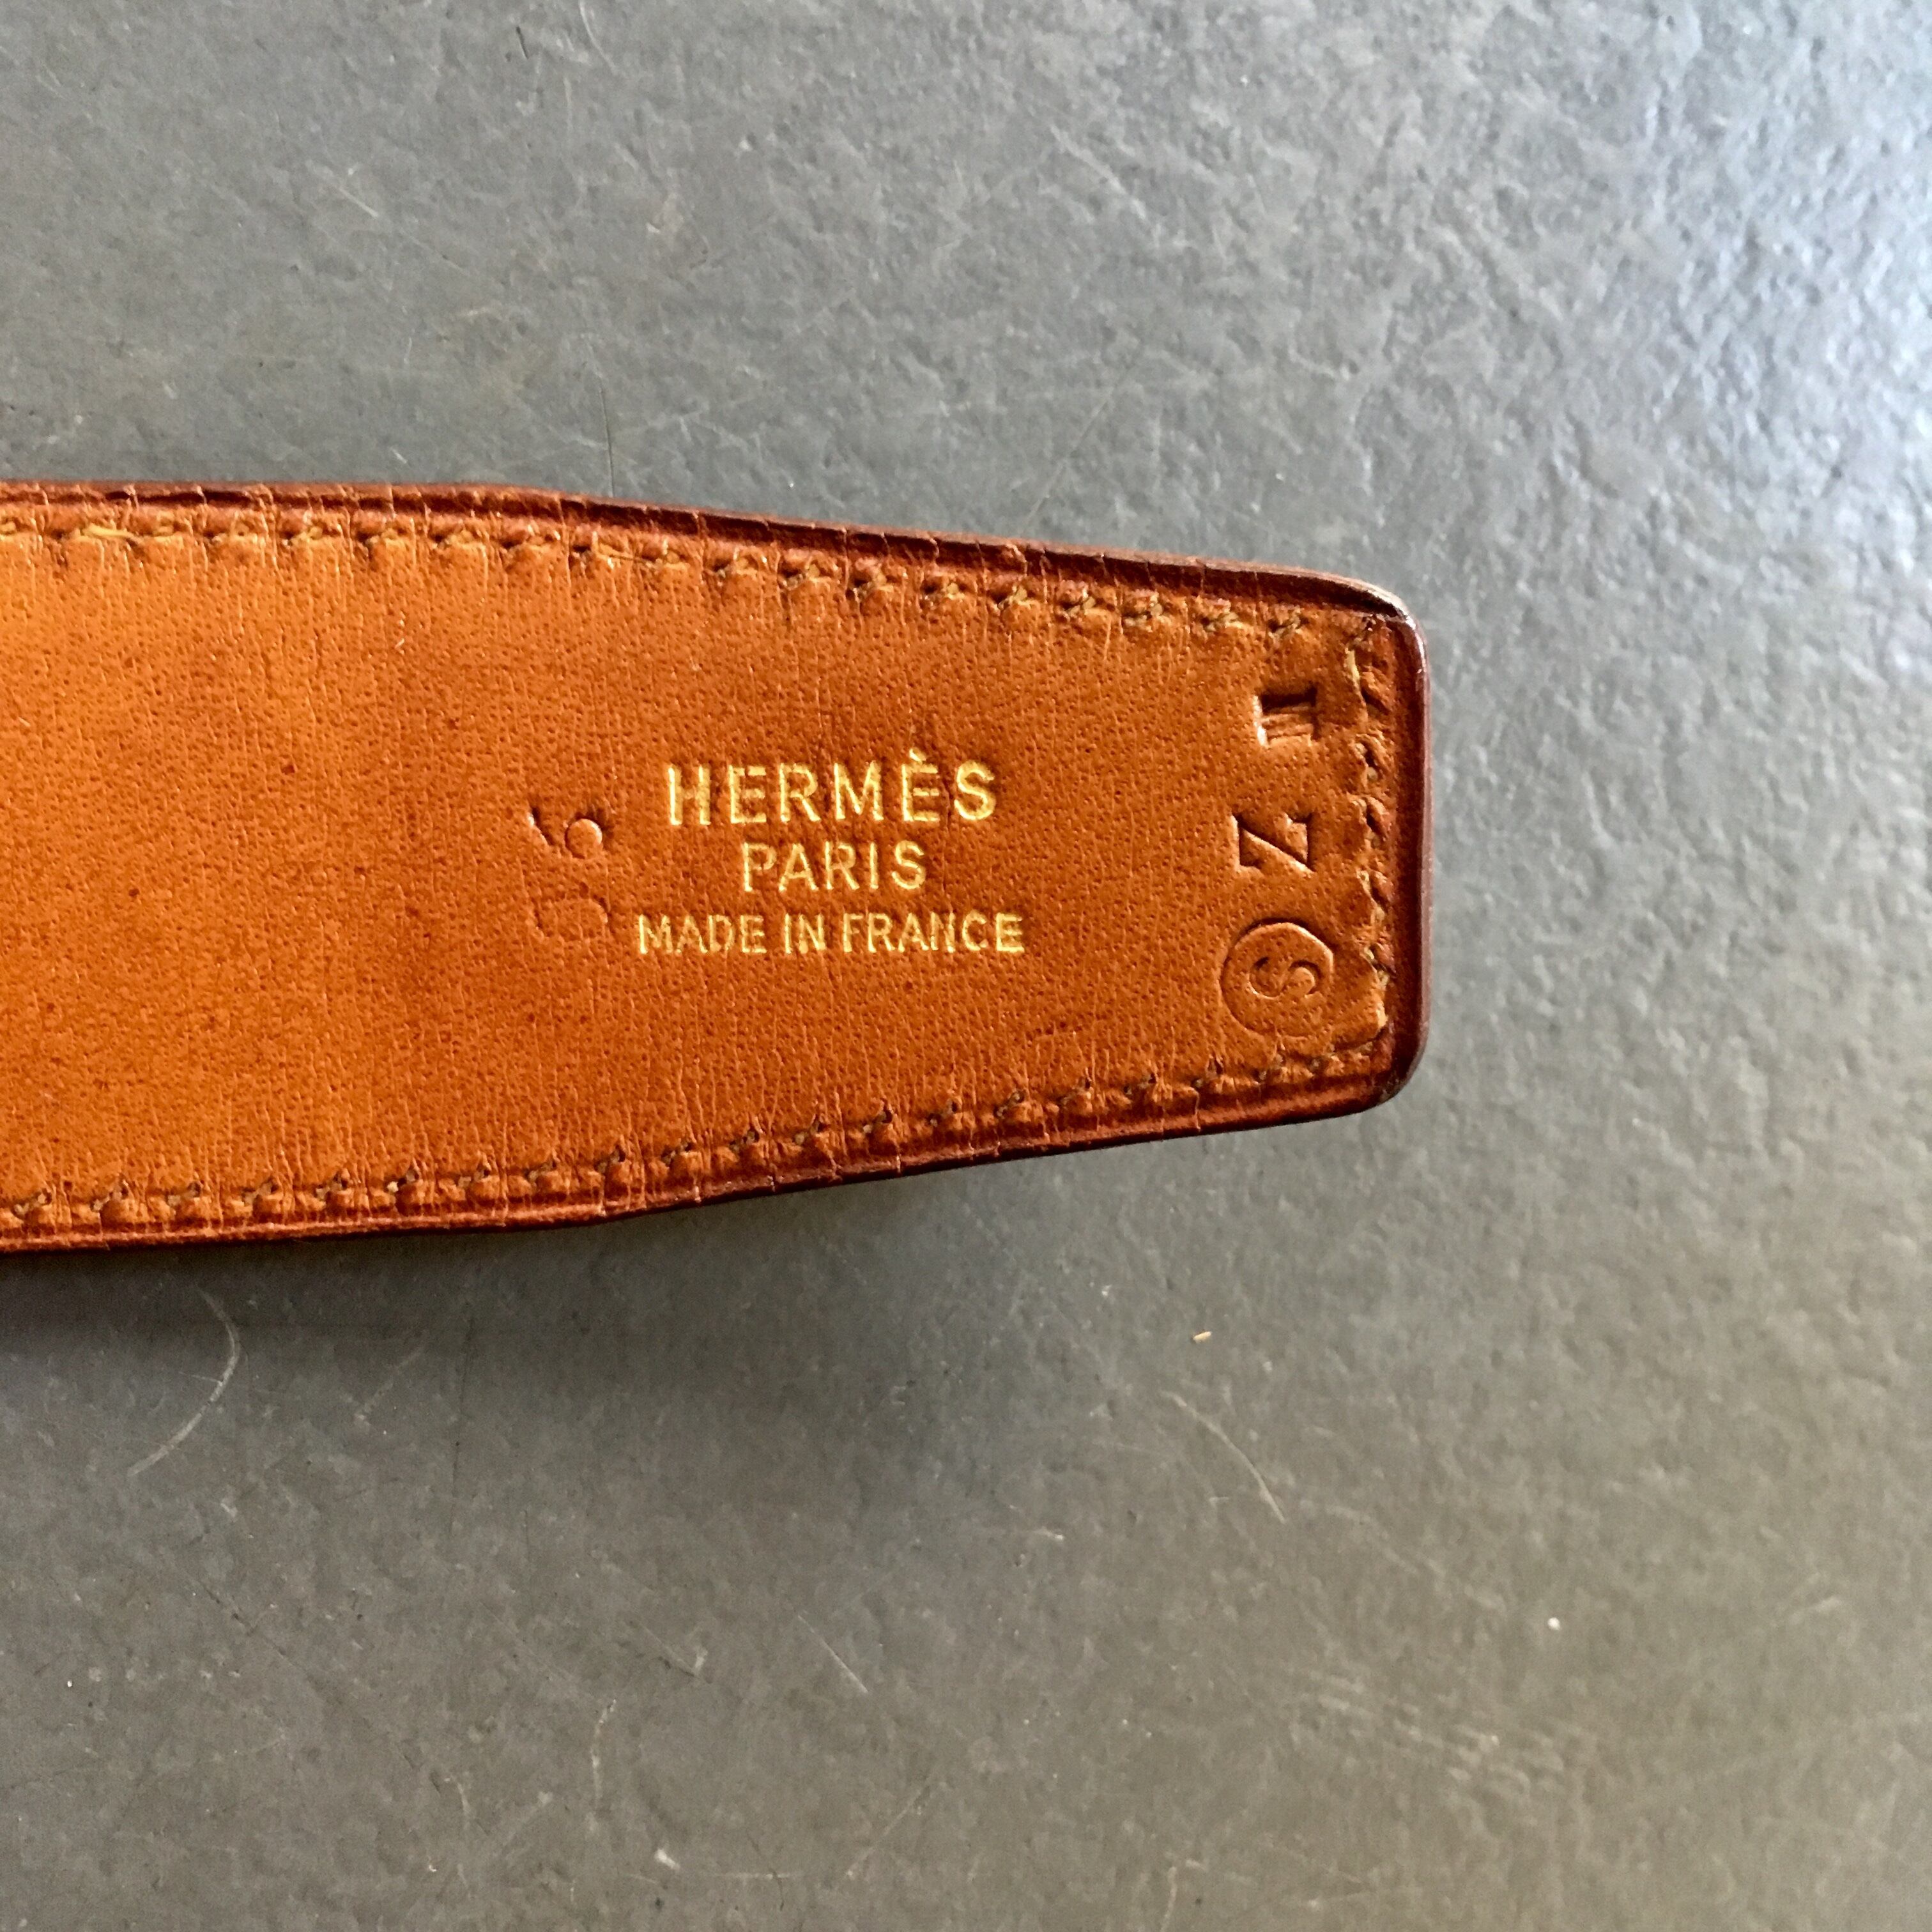 HERMÈS
PARIS
MADE IN FRANCE
Z Ⓢ